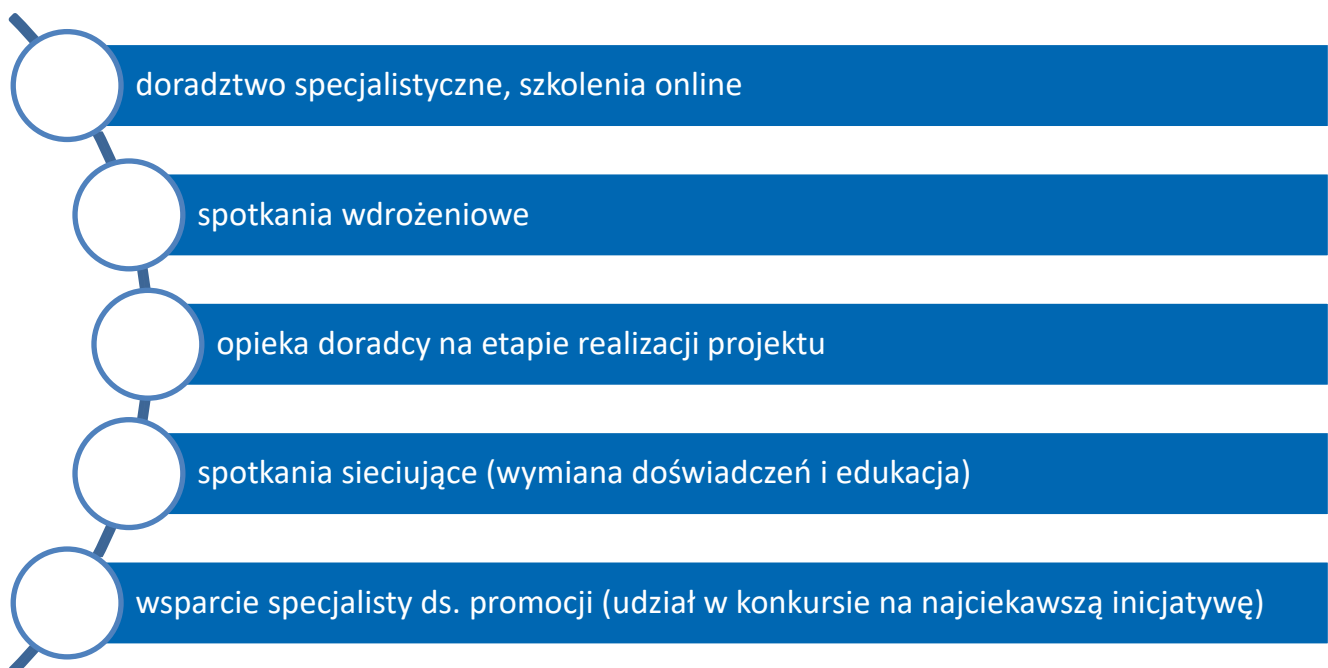 doradztwo specjalistyczne, szkolenia online
spotkania wdrożeniowe
opieka doradcy na etapie realizacji projektu
spotkania sieciujące (wymiana doświadczeń i edukacja)
wsparcie specjalisty ds. promocji (udział w konkursie na najciekawszą inicjatywę)